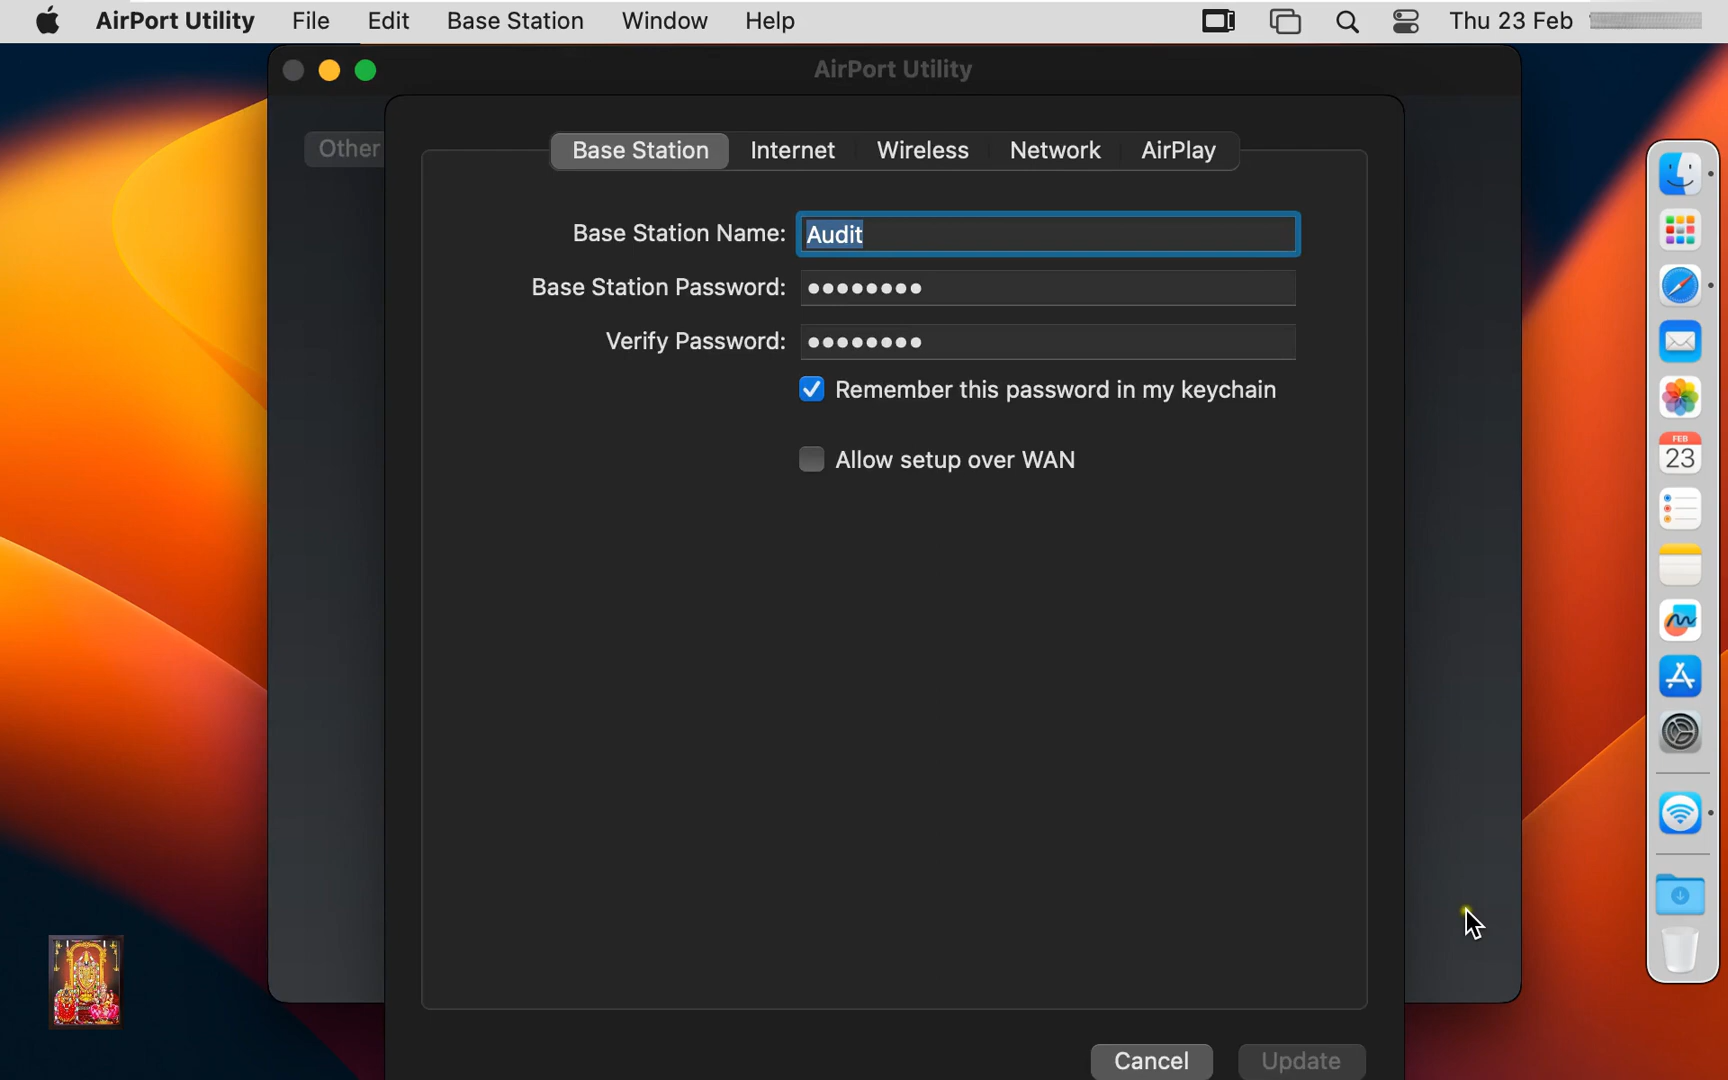 AirPort Utility File Edit Base Station Window Help Thu 23 Feb
AirPort Utility
Other
Base Station Internet Wireless Network AirPlay
Base Station Name: Audit
Base Station Password: ••••••••
Verify Password: ••••••••
Remember this password in my keychain
Allow setup over WAN
FEB
23
Cancel Update